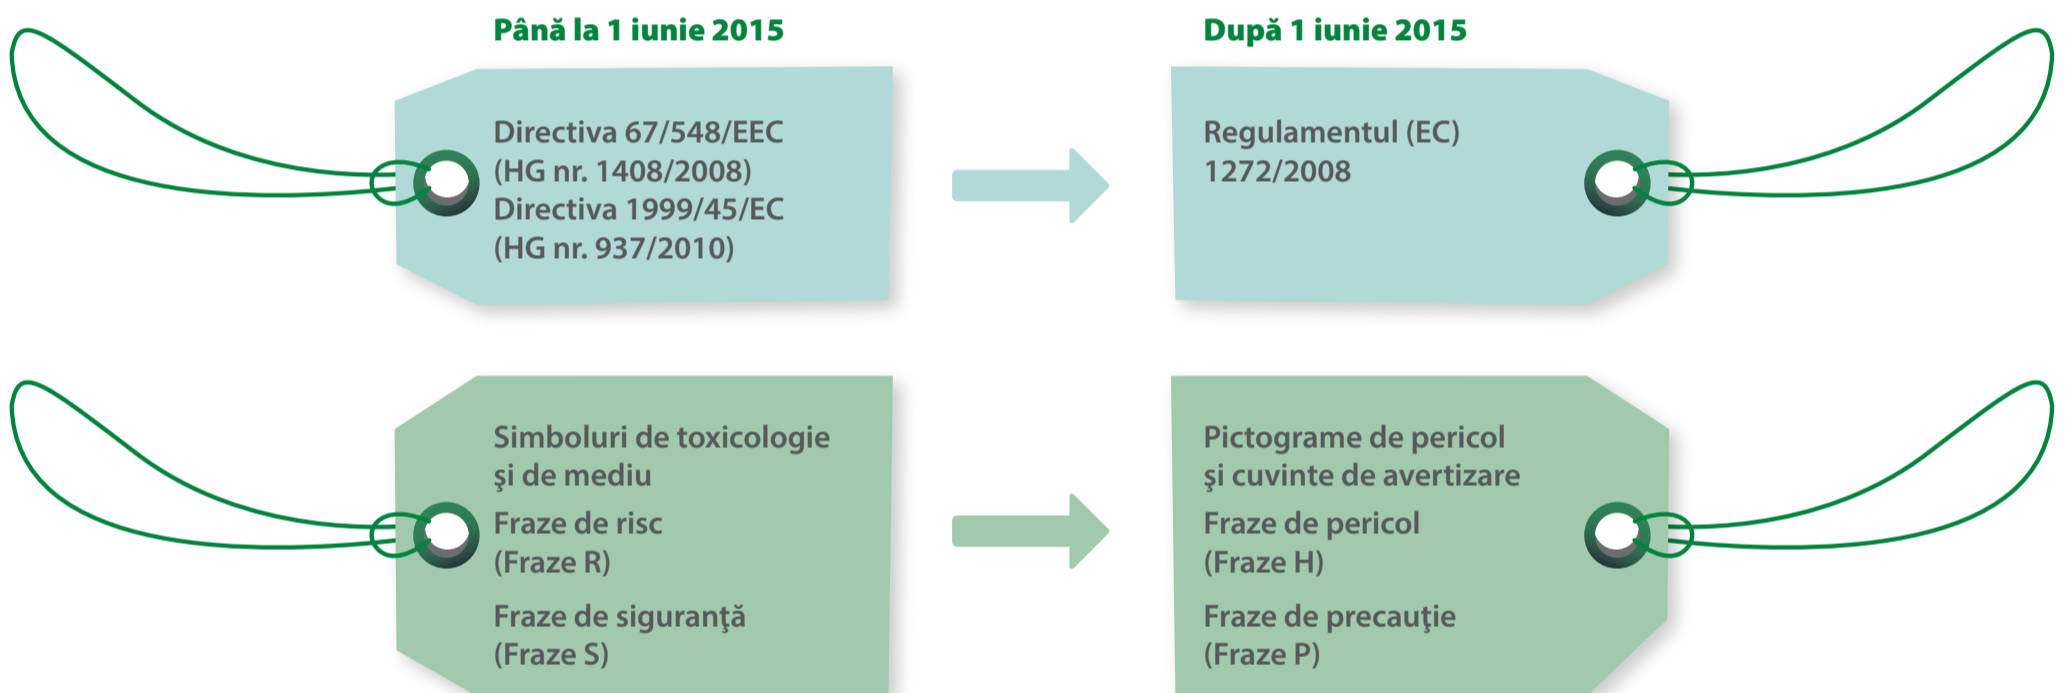 Până la 1 iunie 2015
Directiva 67/548/EEC
(HG nr. 1408/2008)
Directiva 1999/45/EC
(HG nr. 937/2010)
După 1 iunie 2015
Regulamentul (EC)
1272/2008
Simboluri de toxicologie
şi de mediu
Fraze de risc
(Fraze R)
Fraze de siguranţă
(Fraze S)
Pictograme de pericol
şi cuvinte de avertizare
Fraze de pericol
(Fraze H)
Fraze de precauţie
(Fraze P)